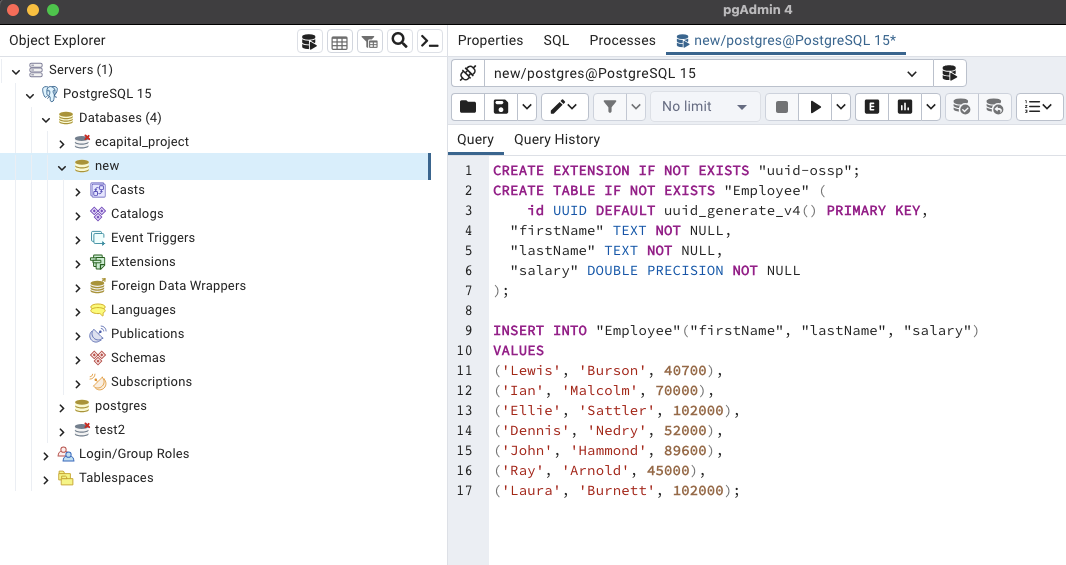 pgAdmin 4
Object Explorer
Properties SQL Processes new/postgres@PostgreSQL 15*
Servers (1)
PostgreSQL 15
Databases (4)
ecapital_project
new
Casts
Catalogs
Event Triggers
Extensions
Foreign Data Wrappers
Languages
Publications
Schemas
Subscriptions
postgres
test2
Login/Group Roles
Tablespaces
new/postgres@PostgreSQL 15
No limit E
Query Query History
1 CREATE EXTENSION IF NOT EXISTS "uuid-ossp";
2 CREATE TABLE IF NOT EXISTS "Employee" (
3     id UUID DEFAULT uuid_generate_v4() PRIMARY KEY,
4   "firstName" TEXT NOT NULL,
5   "lastName" TEXT NOT NULL,
6   "salary" DOUBLE PRECISION NOT NULL
7 );
8
9 INSERT INTO "Employee"("firstName", "lastName", "salary")
10 VALUES
11 ('Lewis', 'Burson', 40700),
12 ('Ian', 'Malcolm', 70000),
13 ('Ellie', 'Sattler', 102000),
14 ('Dennis', 'Nedry', 52000),
15 ('John', 'Hammond', 89600),
16 ('Ray', 'Arnold', 45000),
17 ('Laura', 'Burnett', 102000);